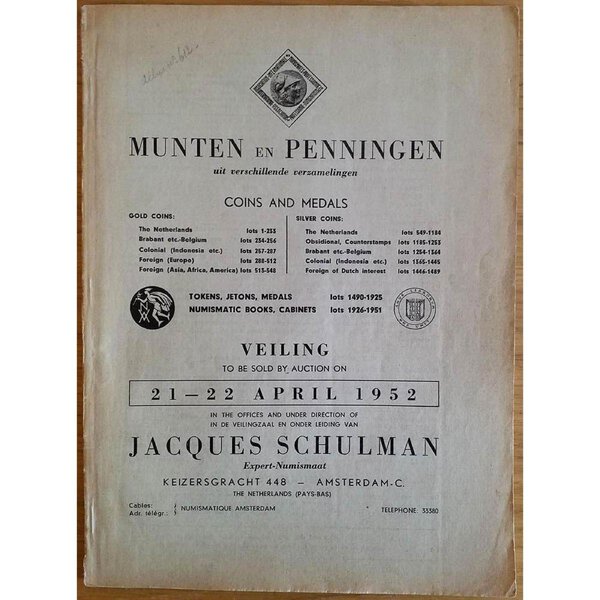 MUNTEN EN PENNINGEN
uit verschillende verzamelingen
COINS AND MEDALS
GOLD COINS:
The Netherlands lots 1-233
Brabant etc.-Belgium lots 234-256
Colonial (Indonesia etc.) lots 257-287
Foreign (Europe) lots 288-512
Foreign (Asia, Africa, America) lots 513-548
SILVER COINS:
The Netherlands lots 549-1184
Obsidional, Counterstamps lots 1185-1253
Brabant etc.-Belgium lots 1254-1364
Colonial (Indonesia etc.) lots 1365-1445
Foreign of Dutch interest lots 1446-1489
TOKENS, JETONS, MEDALS lots 1490-1925
NUMISMATIC BOOKS, CABINETS lots 1926-1951
VEILING
TO BE SOLD BY AUCTION ON
21—22 APRIL 1952
IN THE OFFICES AND UNDER DIRECTION OF
IN DE VEILINGZAAL EN ONDER LEIDING VAN
JACQUES SCHULMAN
Expert-Numismaat
KEIZERSGRACHT 448 — AMSTERDAM-C.
THE NETHERLANDS (PAYS-BAS)
Cables:
Adr. télégr.: } NUMISMATIQUE AMSTERDAM
TELEPHONE: 33380